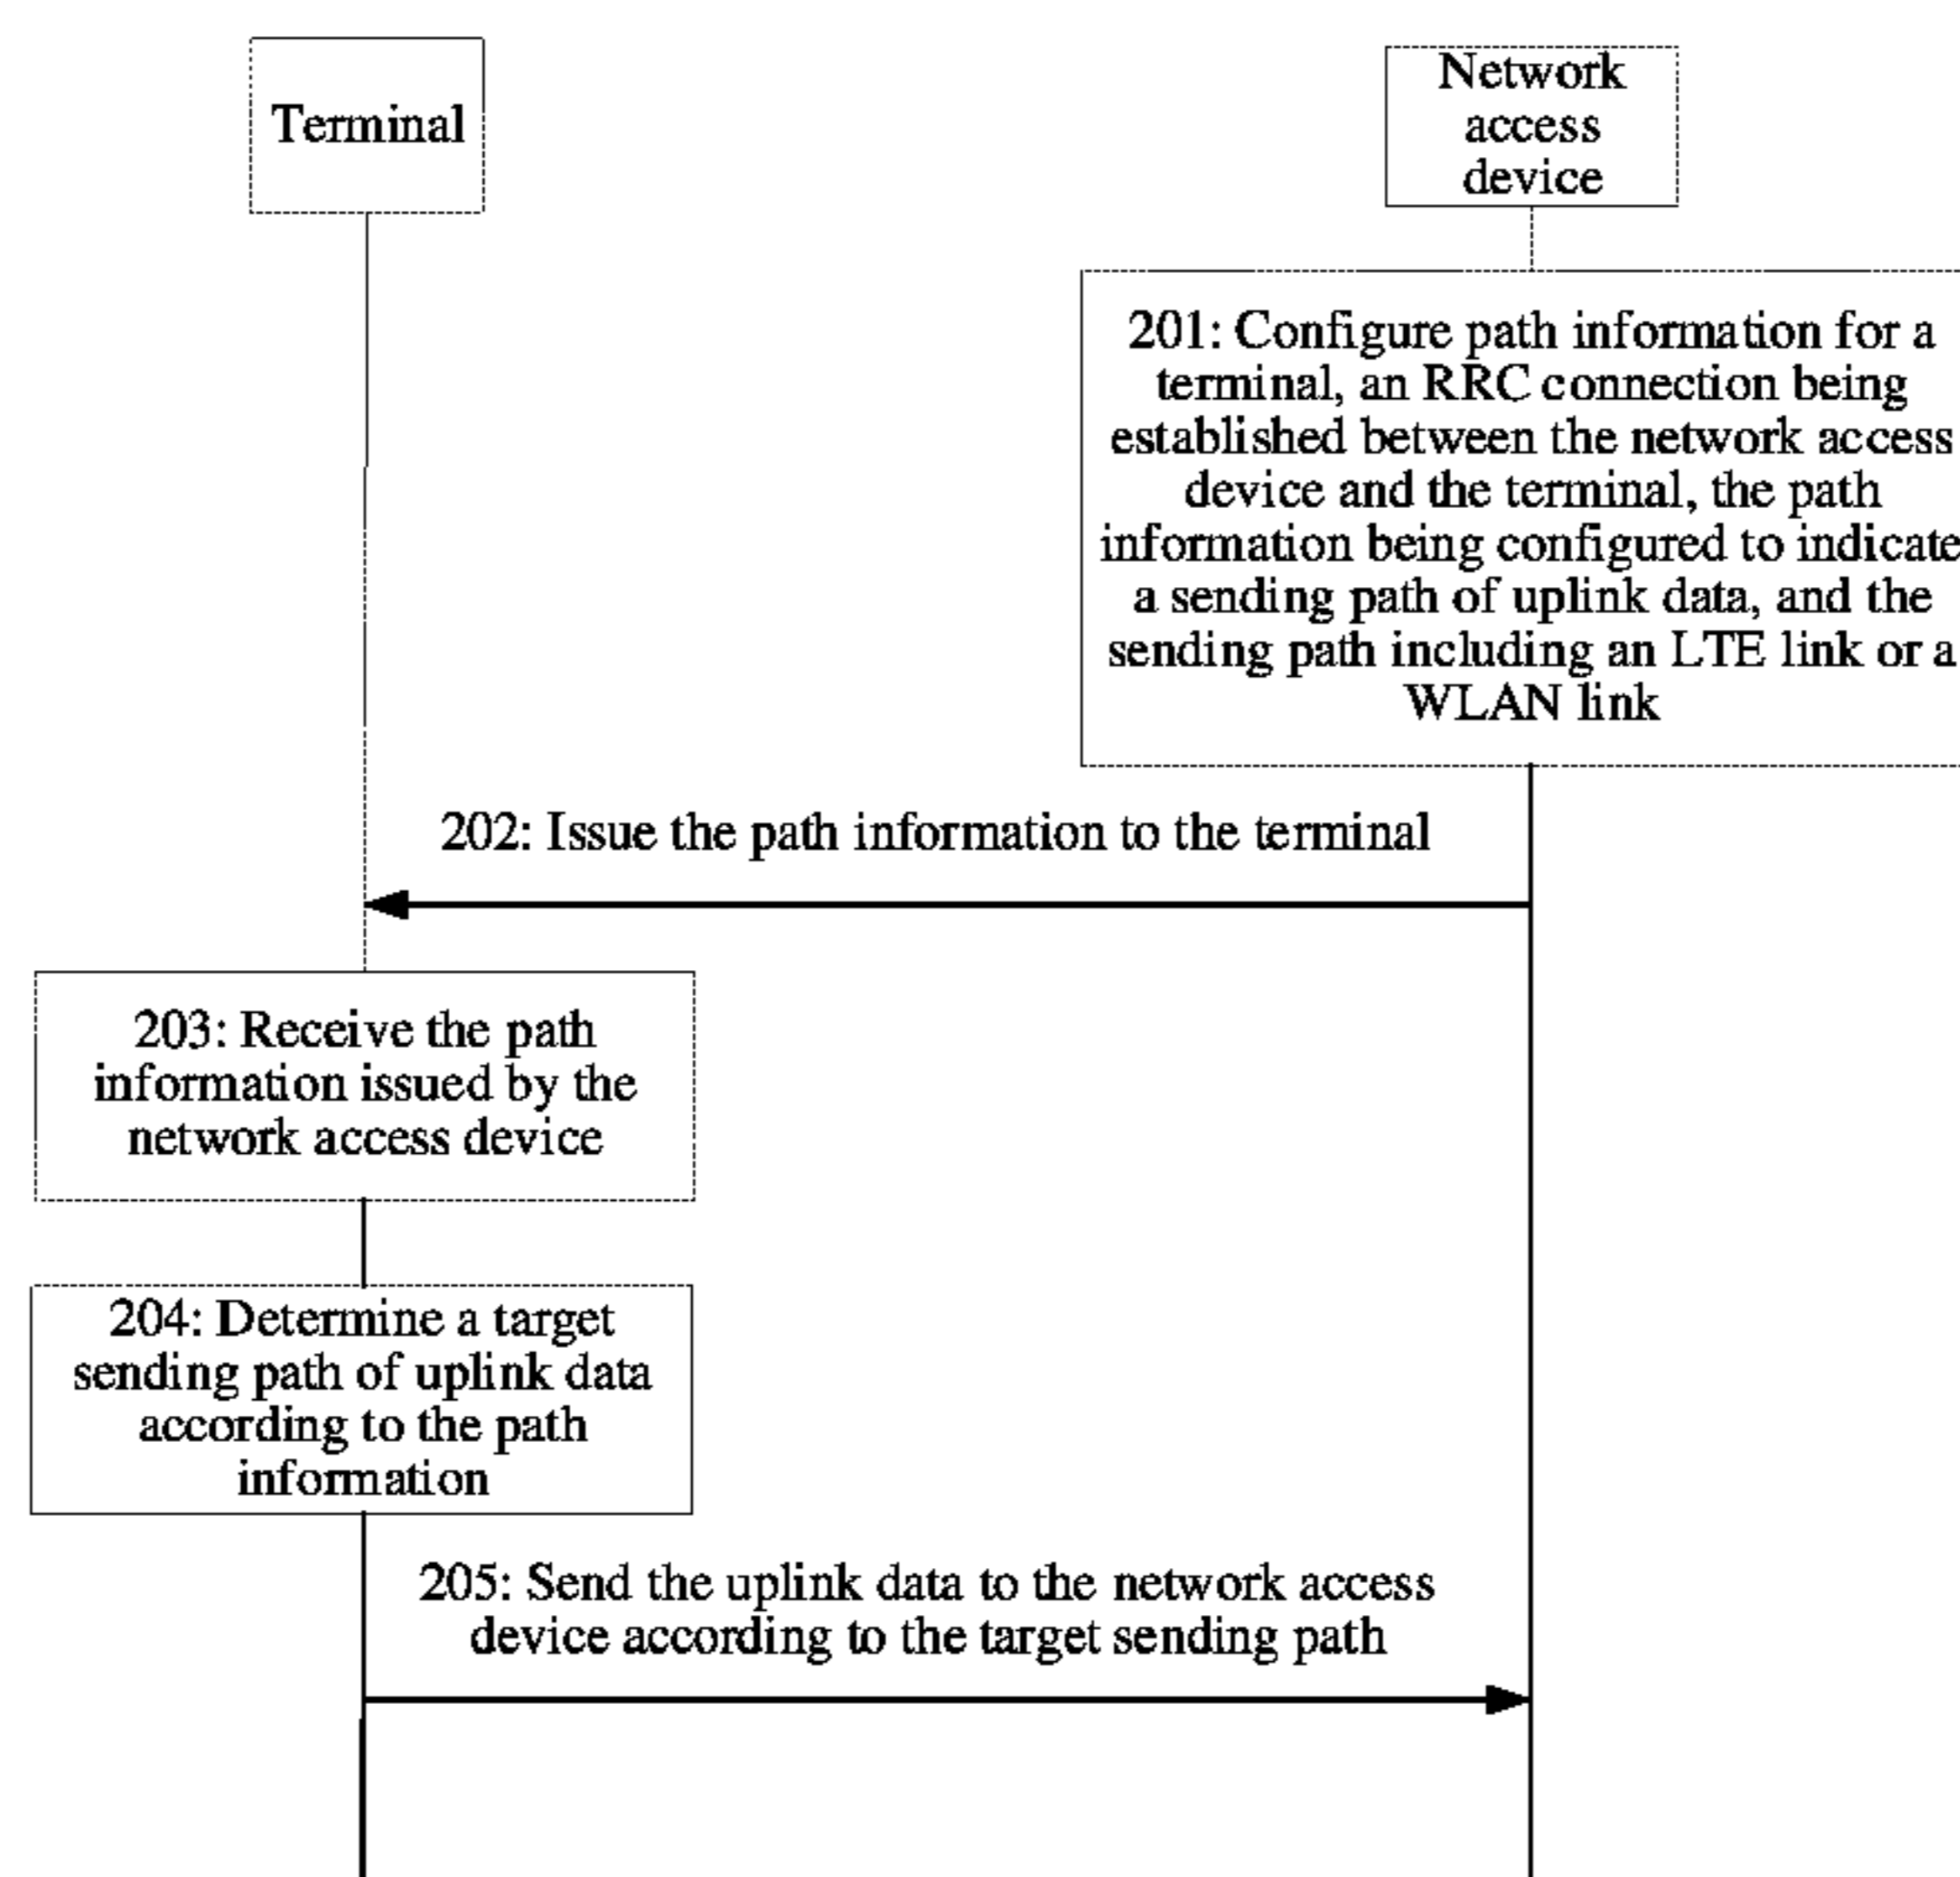 Terminal
Network
access
device
201: Configure path information for a
terminal, an RRC connection being
established between the network access
device and the terminal, the path
information being configured to indicate
a sending path of uplink data, and the
sending path including an LTE link or a
WLAN link
202: Issue the path information to the terminal
203: Receive the path
information issued by the
network access device
204: Determine a target
sending path of uplink data
according to the path
information
205: Send the uplink data to the network access
device according to the target sending path